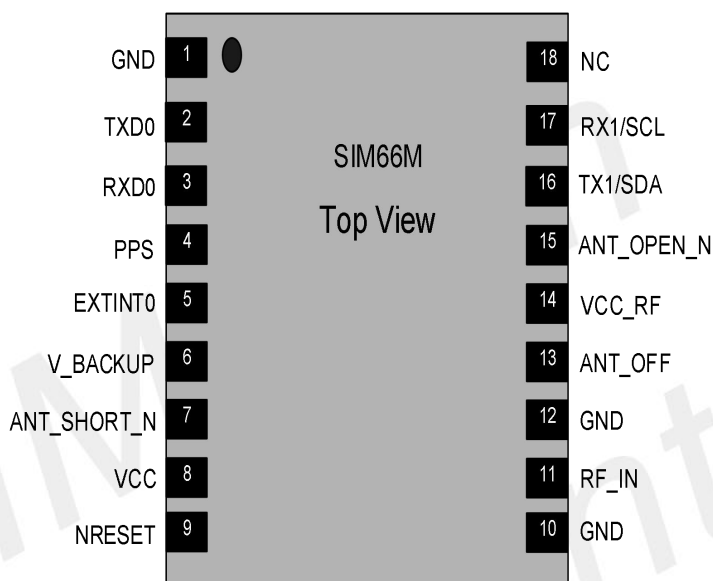 GND 1 18 NC
TXD0 2 17 RX1/SCL
SIM66M
RXD0 3 16 TX1/SDA
Top View
PPS 4 15 ANT_OPEN_N
EXTINT0 5 14 VCC_RF
V_BACKUP 6 13 ANT_OFF
ANT_SHORT_N 7 12 GND
VCC 8 11 RF_IN
NRESET 9 10 GND